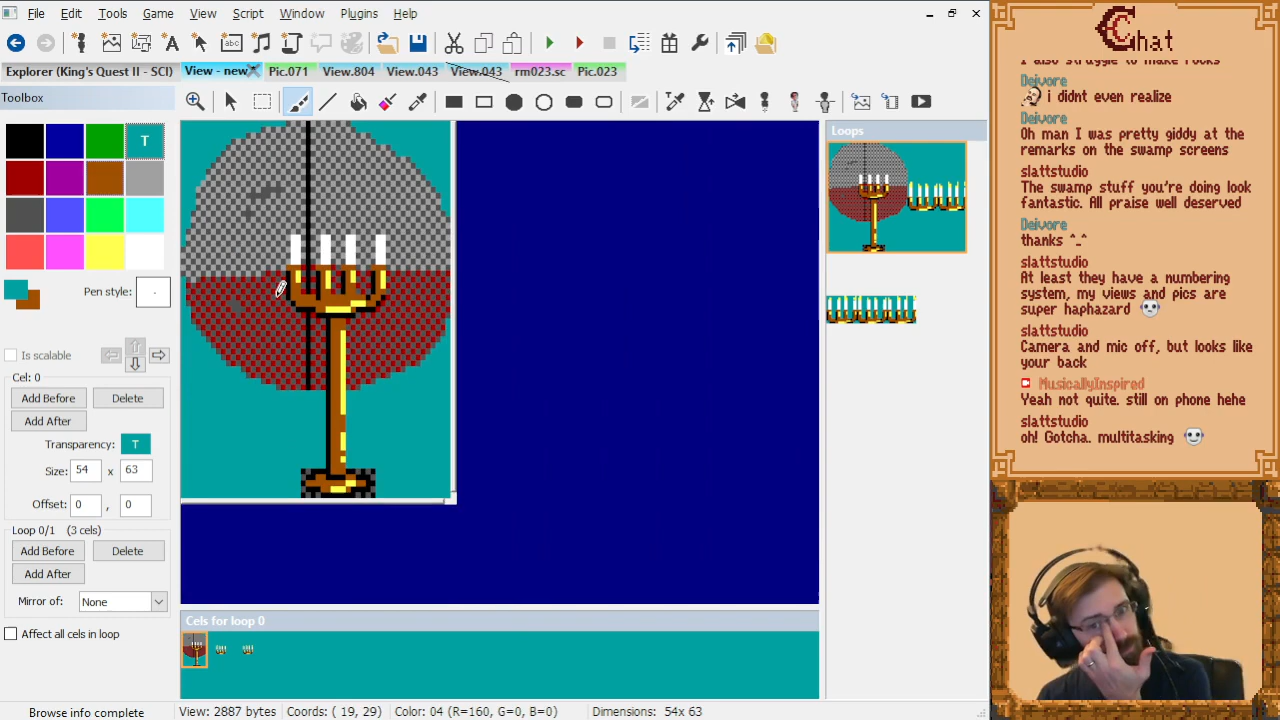 File Edit Tools Game View Script Window Plugins Help
Explorer (King's Quest II - SCI) View - new Pic.071 View.804 View.043 View.043 rm023.sc Pic.023
Toolbox
T
Pen style:
Is scalable
Cel: 0
Add Before Delete
Add After
Transparency: T
Size: 54 x 63
Offset: 0 , 0
Loop 0/1 (3 cels)
Add Before Delete
Add After
Mirror of: None
Affect all cels in loop
Loops
Cels for loop 0
Browse info complete View: 2887 bytes
( 19, 29) Color: 04 (R=160, G=0, B=0) Dimensions: 54x 63
Chat
I also struggle to make rocks
Deivore
i didnt even realize
Deivore
Oh man I was pretty giddy at the
remarks on the swamp screens
slattstudio
The swamp stuff you're doing look
fantastic. All praise well deserved
Deivore
thanks ^_^
slattstudio
At least they have a numbering
system, my views and pics are
super haphazard
slattstudio
Camera and mic off, but looks like
your back
MusicallyInspired
Yeah not quite. still on phone hehe
slattstudio
oh! Gotcha. multitasking